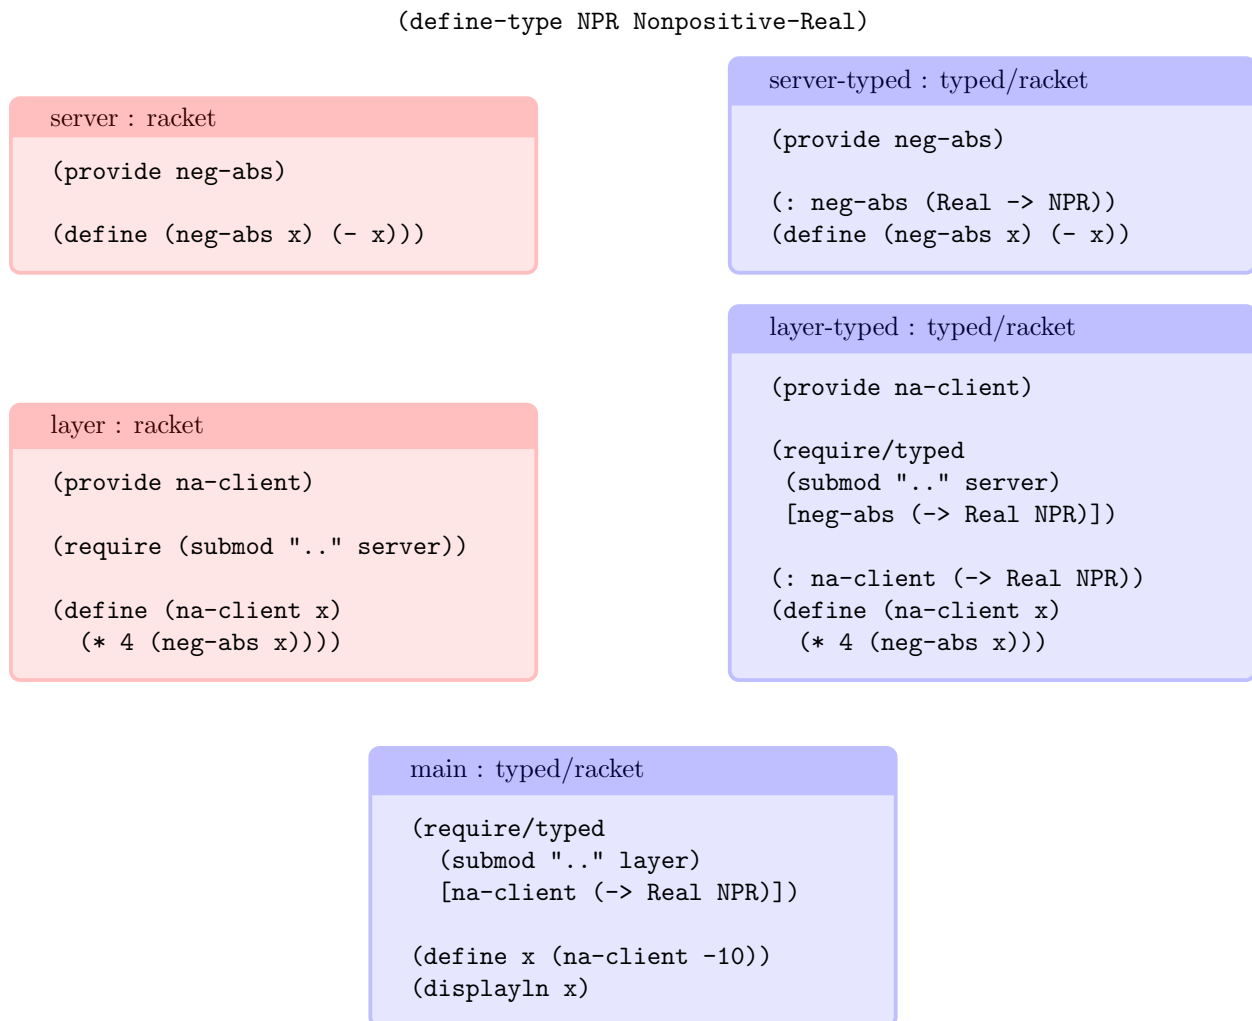 (define-type NPR Nonpositive-Real)
server : racket
(provide neg-abs)
(define (neg-abs x) (- x)))
server-typed : typed/racket
(provide neg-abs)
(: neg-abs (Real -> NPR))
(define (neg-abs x) (- x))
layer : racket
(provide na-client)
(require (submod ".." server))
(define (na-client x)
(* 4 (neg-abs x))))
layer-typed : typed/racket
(provide na-client)
(require/typed
(submod ".." server)
[neg-abs (-> Real NPR)])
(: na-client (-> Real NPR))
(define (na-client x)
(* 4 (neg-abs x)))
main : typed/racket
(require/typed
(submod ".." layer)
[na-client (-> Real NPR)])
(define x (na-client -10))
(displayln x)